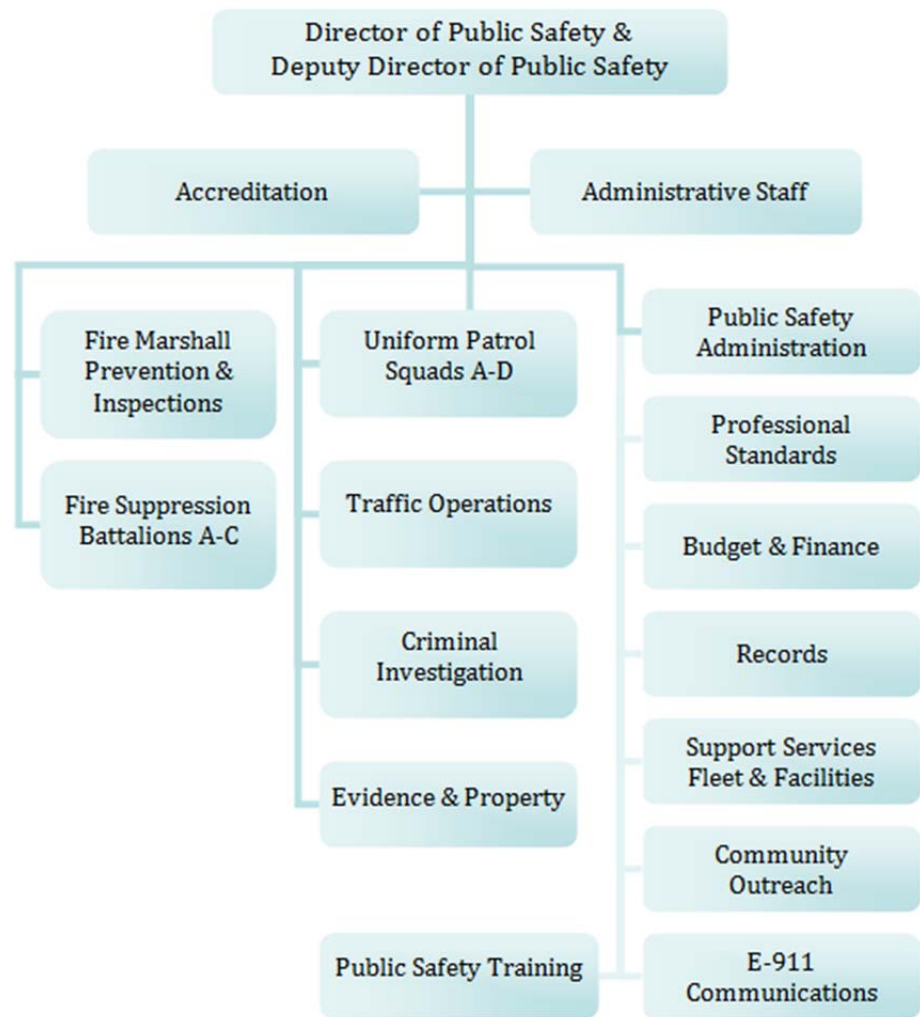 Director of Public Safety &
Deputy Director of Public Safety
Accreditation
Administrative Staff
Fire Marshall
Prevention &
Inspections
Fire Suppression
Battalions A-C
Uniform Patrol
Squads A-D
Traffic Operations
Criminal
Investigation
Evidence & Property
Public Safety Training
Public Safety
Administration
Professional
Standards
Budget & Finance
Records
Support Services
Fleet & Facilities
Community
Outreach
E-911
Communications